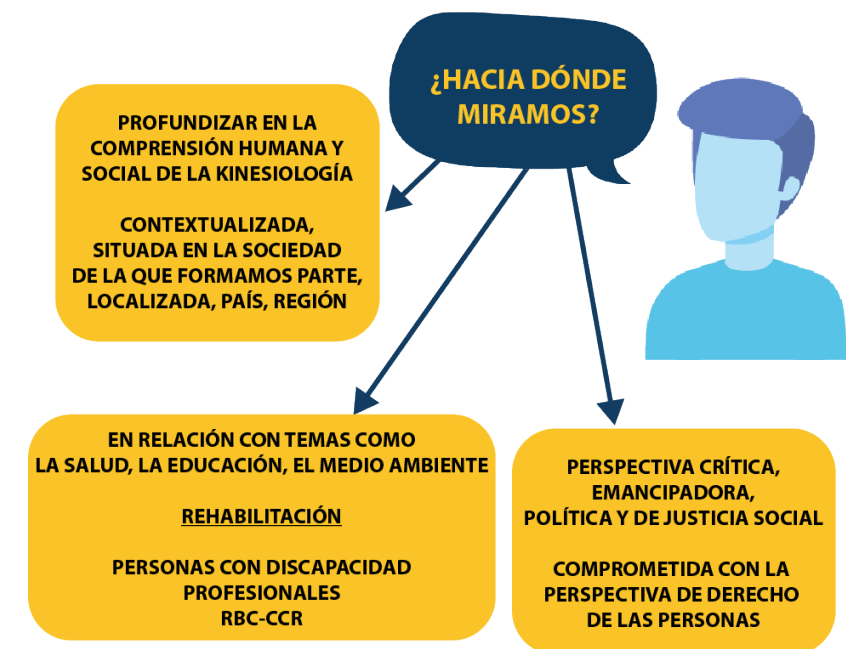 ¿HACIA DÓNDE
MIRAMOS?
PROFUNDIZAR EN LA
COMPRENSIÓN HUMANA Y
SOCIAL DE LA KINESIOLOGÍA
CONTEXTUALIZADA,
SITUADA EN LA SOCIEDAD
DE LA QUE FORMAMOS PARTE,
LOCALIZADA, PAÍS, REGIÓN
EN RELACIÓN CON TEMAS COMO
LA SALUD, LA EDUCACIÓN, EL MEDIO AMBIENTE
REHABILITACIÓN
PERSONAS CON DISCAPACIDAD
PROFESIONALES
RBC-CCR
PERSPECTIVA CRÍTICA,
EMANCIPADORA,
POLÍTICA Y DE JUSTICIA SOCIAL
COMPROMETIDA CON LA
PERSPECTIVA DE DERECHO
DE LAS PERSONAS